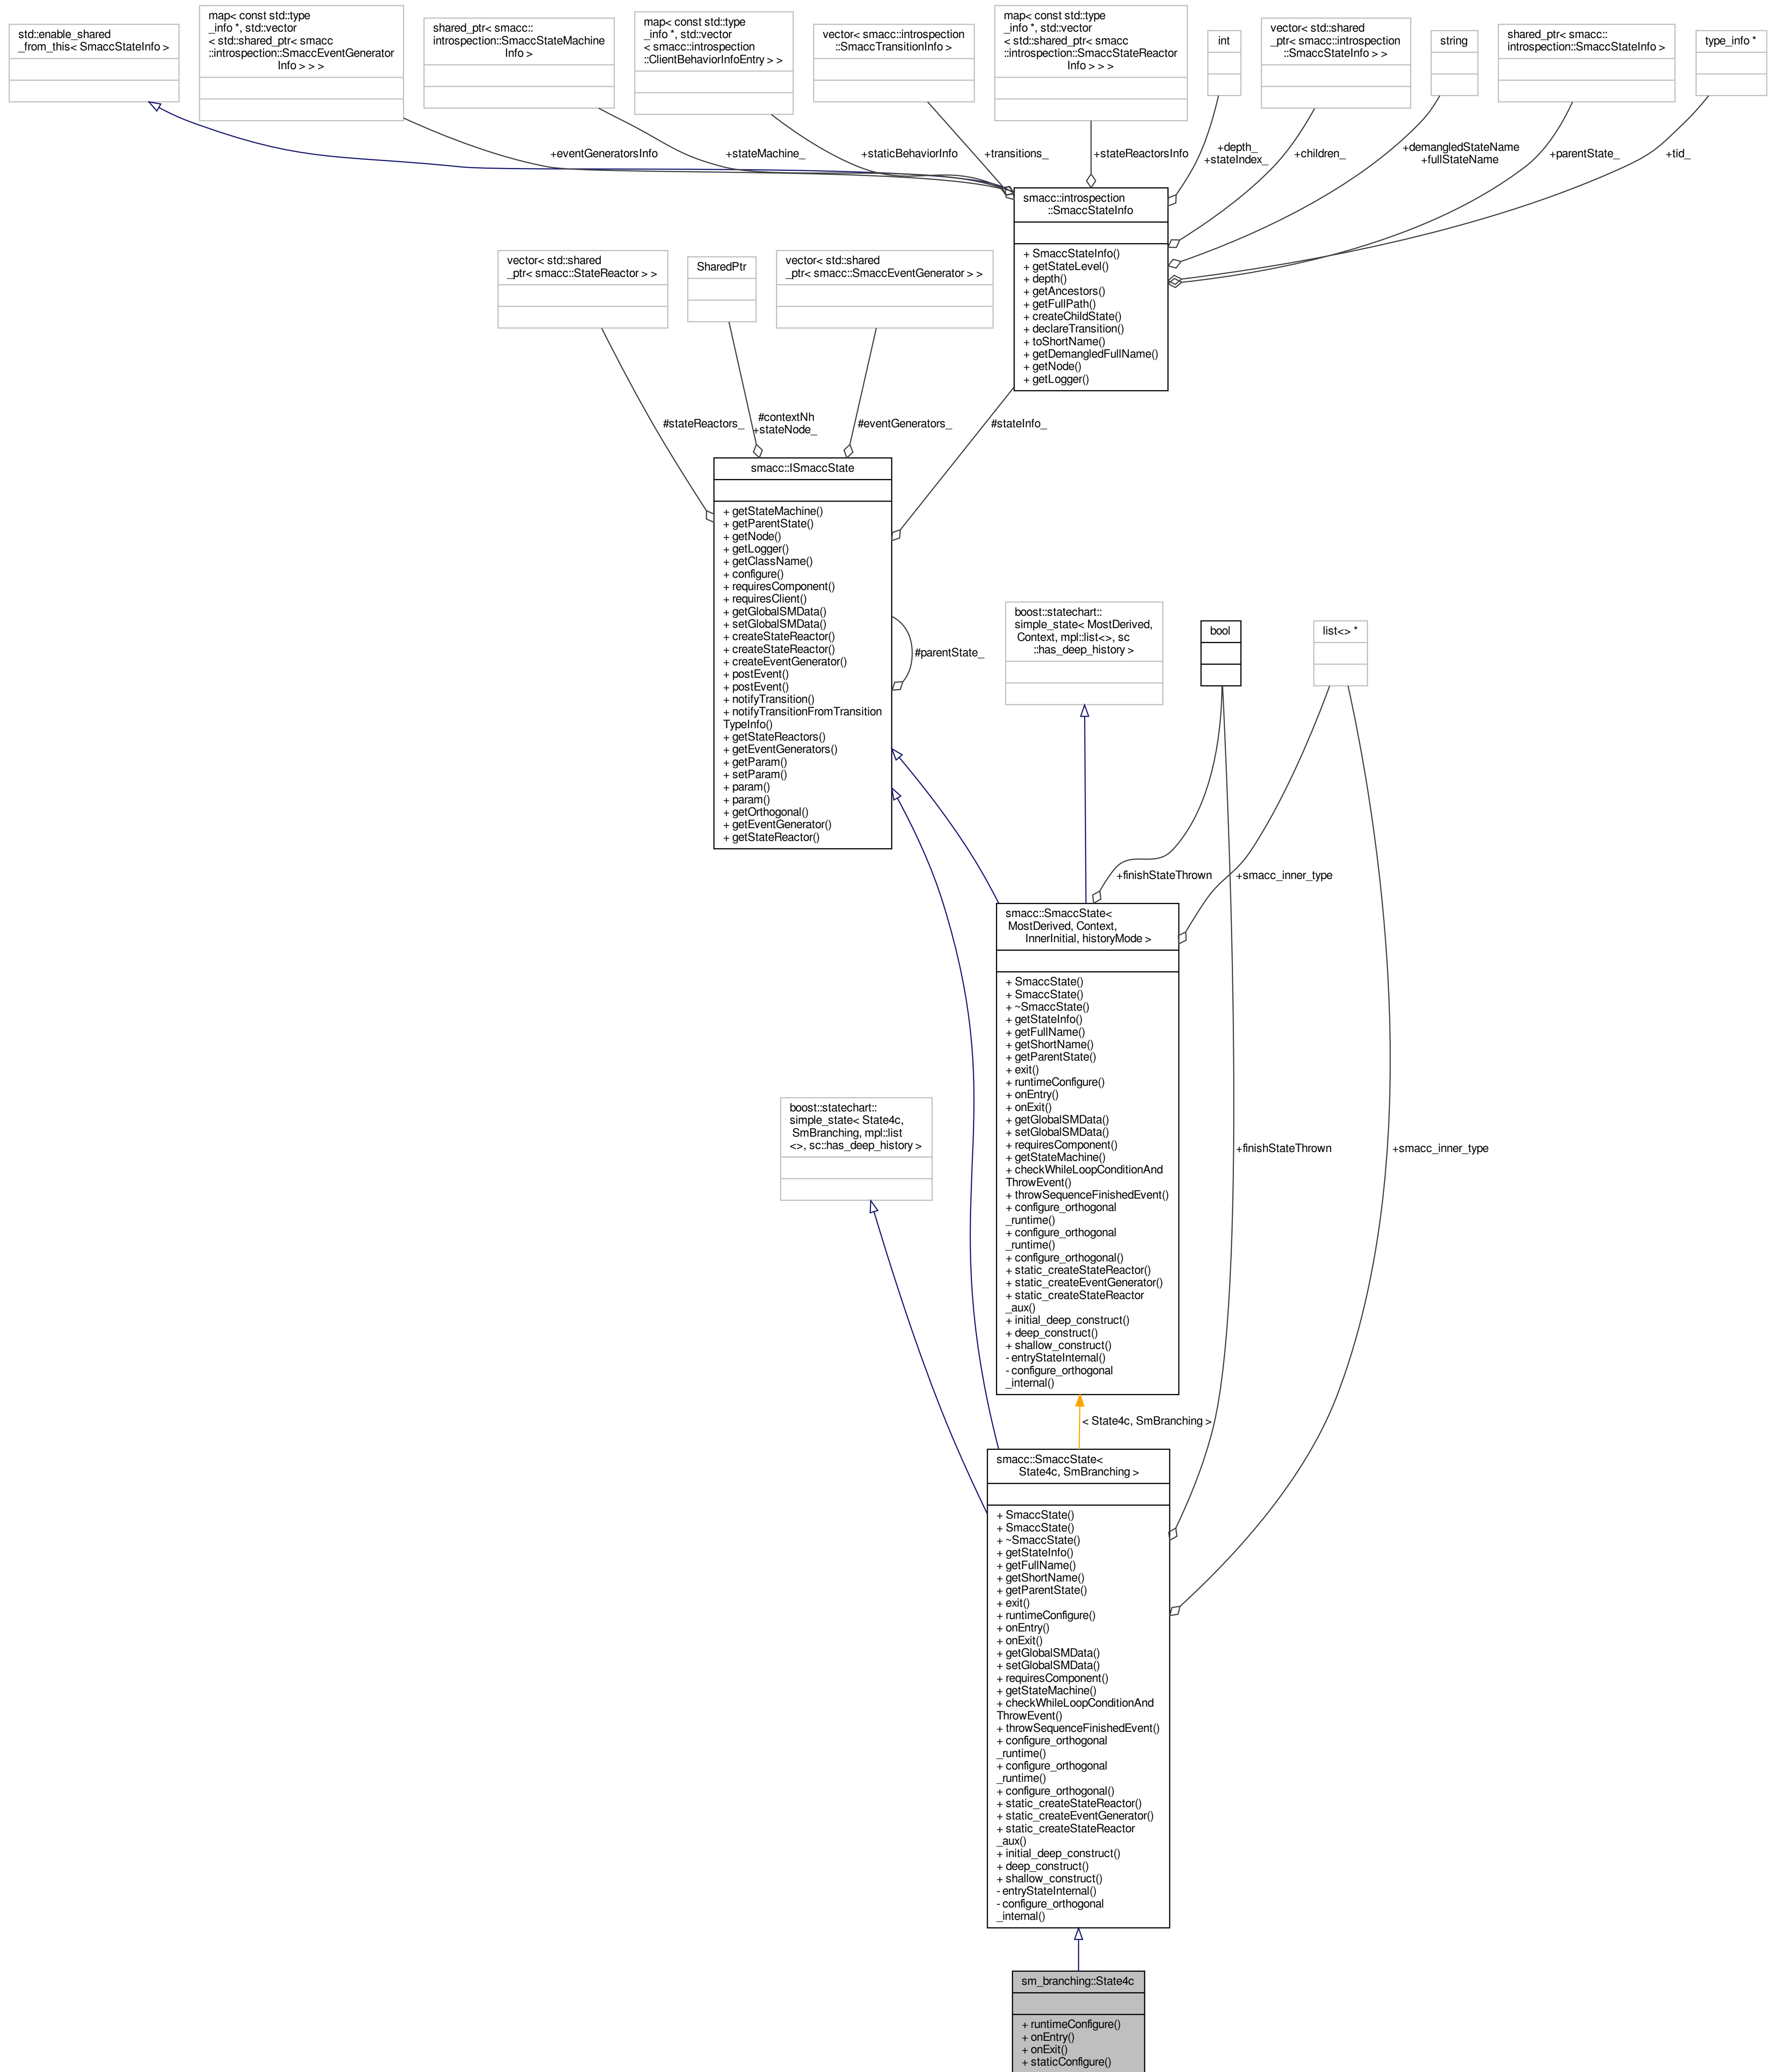 std::enable_shared
_from_this< SmaccStateInfo >
map< const std::type
_info *, std::vector
< std::shared_ptr< smacc
::introspection::SmaccEventGenerator
Info > > >
shared_ptr< smacc::
introspection::SmaccStateMachine
Info >
map< const std::type
_info *, std::vector
< smacc::introspection
::ClientBehaviorInfoEntry > >
vector< smacc::introspection
::SmaccTransitionInfo >
map< const std::type
_info *, std::vector
< std::shared_ptr< smacc
::introspection::SmaccStateReactor
Info > > >
int
vector< std::shared
_ptr< smacc::introspection
::SmaccStateInfo > >
string
shared_ptr< smacc::
introspection::SmaccStateInfo >
type_info *
+eventGeneratorsInfo
+stateMachine_
+staticBehaviorInfo
+transitions_
+stateReactorsInfo
+depth_
+stateIndex_
+children_
+demangledStateName
+fullStateName
+parentState_
+tid_
smacc::introspection
::SmaccStateInfo
+ SmaccStateInfo()
+ getStateLevel()
+ depth()
+ getAncestors()
+ getFullPath()
+ createChildState()
+ declareTransition()
+ toShortName()
+ getDemangledFullName()
+ getNode()
+ getLogger()
vector< std::shared
_ptr< smacc::StateReactor > >
SharedPtr
vector< std::shared
_ptr< smacc::SmaccEventGenerator > >
#stateReactors_
#contextNh
+stateNode_
#eventGenerators_
#stateInfo_
smacc::ISmaccState
+ getStateMachine()
+ getParentState()
+ getNode()
+ getLogger()
+ getClassName()
+ configure()
+ requiresComponent()
+ requiresClient()
+ getGlobalSMData()
+ setGlobalSMData()
+ createStateReactor()
+ createStateReactor()
+ createEventGenerator()
+ postEvent()
+ postEvent()
+ notifyTransition()
+ notifyTransitionFromTransition
TypeInfo()
+ getStateReactors()
+ getEventGenerators()
+ getParam()
+ setParam()
+ param()
+ param()
+ getOrthogonal()
+ getEventGenerator()
+ getStateReactor()
#parentState_
boost::statechart::
simple_state< MostDerived,
Context, mpl::list<>, sc
::has_deep_history >
bool
list<> *
+finishStateThrown
+smacc_inner_type
smacc::SmaccState<
MostDerived, Context,
InnerInitial, historyMode >
+ SmaccState()
+ SmaccState()
+ ~SmaccState()
+ getStateInfo()
+ getFullName()
+ getShortName()
+ getParentState()
+ exit()
+ runtimeConfigure()
+ onEntry()
+ onExit()
+ getGlobalSMData()
+ setGlobalSMData()
+ requiresComponent()
+ getStateMachine()
+ checkWhileLoopConditionAnd
ThrowEvent()
+ throwSequenceFinishedEvent()
+ configure_orthogonal
_runtime()
+ configure_orthogonal
_runtime()
+ configure_orthogonal()
+ static_createStateReactor()
+ static_createEventGenerator()
+ static_createStateReactor
_aux()
+ initial_deep_construct()
+ deep_construct()
+ shallow_construct()
- entryStateInternal()
- configure_orthogonal
_internal()
boost::statechart::
simple_state< State4c,
SmBranching, mpl::list
<>, sc::has_deep_history >
+finishStateThrown
+smacc_inner_type
< State4c, SmBranching >
smacc::SmaccState<
State4c, SmBranching >
+ SmaccState()
+ SmaccState()
+ ~SmaccState()
+ getStateInfo()
+ getFullName()
+ getShortName()
+ getParentState()
+ exit()
+ runtimeConfigure()
+ onEntry()
+ onExit()
+ getGlobalSMData()
+ setGlobalSMData()
+ requiresComponent()
+ getStateMachine()
+ checkWhileLoopConditionAnd
ThrowEvent()
+ throwSequenceFinishedEvent()
+ configure_orthogonal
_runtime()
+ configure_orthogonal
_runtime()
+ configure_orthogonal()
+ static_createStateReactor()
+ static_createEventGenerator()
+ static_createStateReactor
_aux()
+ initial_deep_construct()
+ deep_construct()
+ shallow_construct()
- entryStateInternal()
- configure_orthogonal
_internal()
sm_branching::State4c
+ runtimeConfigure()
+ onEntry()
+ onExit()
+ staticConfigure()